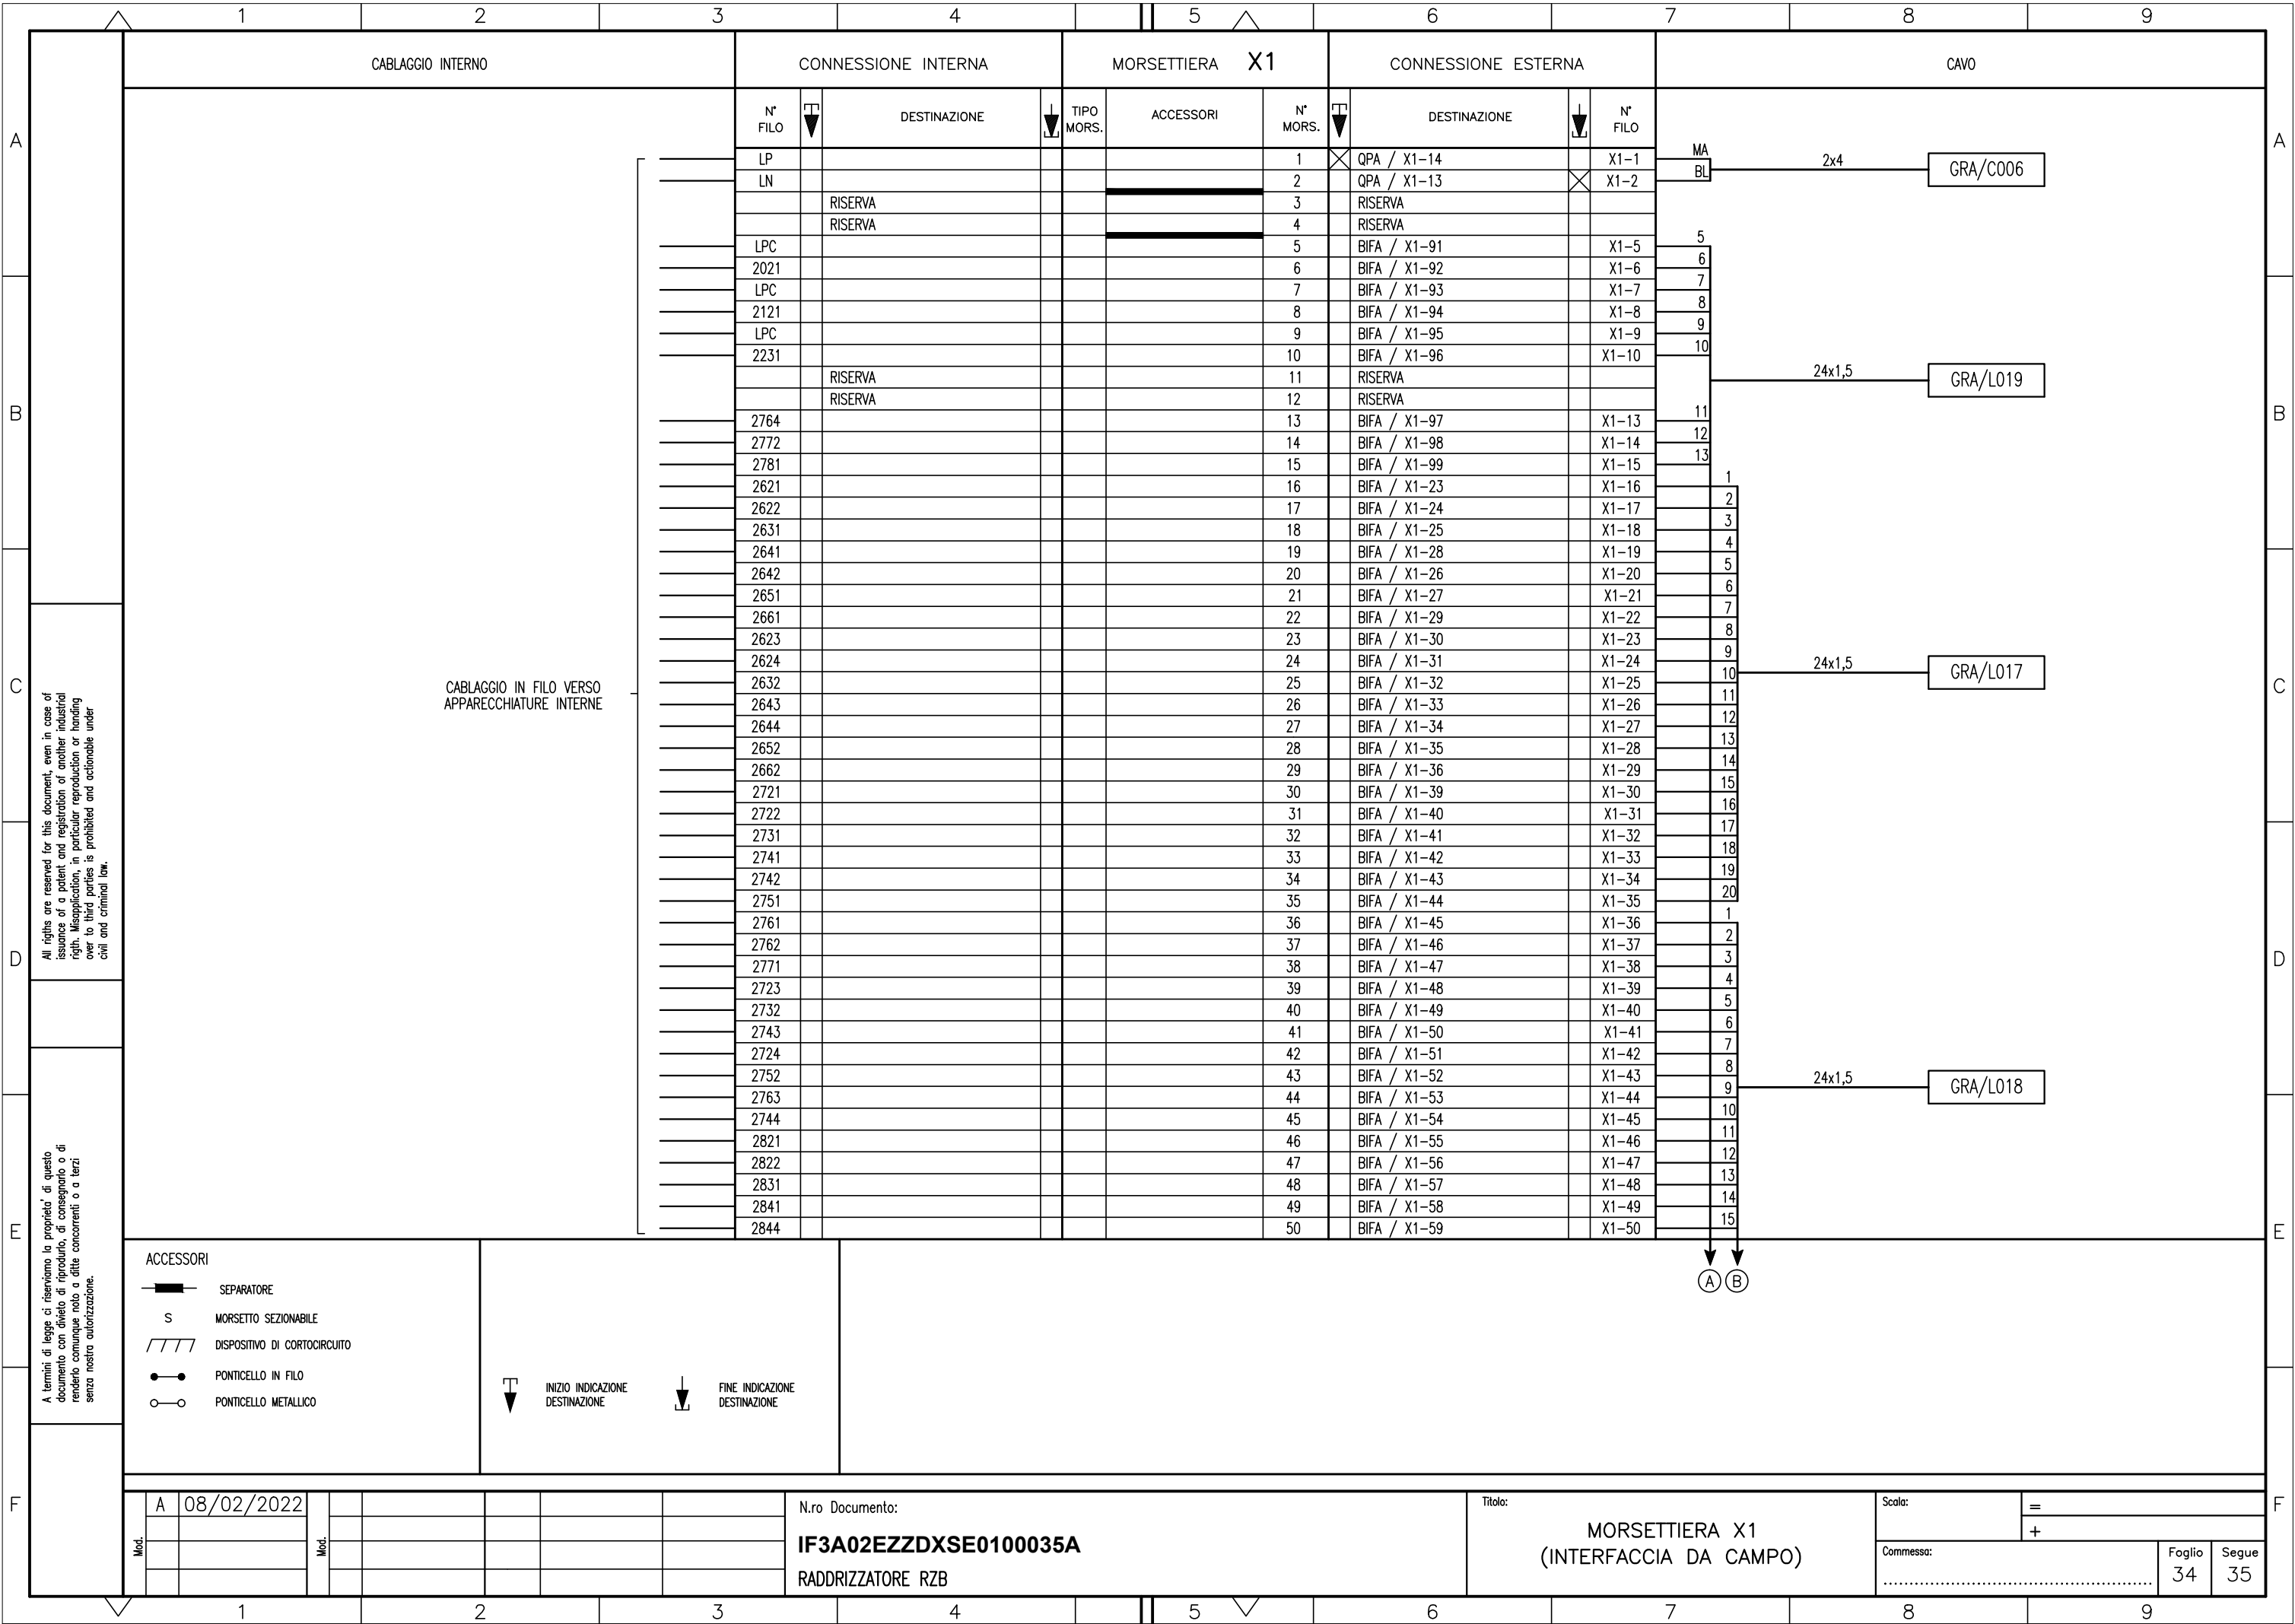 1 2 3 4 5 6 7 8 9
CABLAGGIO INTERNO CONNESSIONE INTERNA MORSETTIERA X1 CONNESSIONE ESTERNA CAVO
N° FILO DESTINAZIONE TIPO MORS. ACCESSORI N° MORS. DESTINAZIONE N° FILO
LP 1 QPA / X1-14 X1-1 MA
2x4 GRA/C006
LN 2 QPA / X1-13 X1-2 BL
RISERVA 3 RISERVA
RISERVA 4 RISERVA
LPC 5 BIFA / X1-91 X1-5 5
2021 6 BIFA / X1-92 X1-6 6
LPC 7 BIFA / X1-93 X1-7 7
2121 8 BIFA / X1-94 X1-8 8
LPC 9 BIFA / X1-95 X1-9 9
2231 10 BIFA / X1-96 X1-10 10
RISERVA 11 RISERVA
24x1,5 GRA/L019
RISERVA 12 RISERVA
2764 13 BIFA / X1-97 X1-13 11
2772 14 BIFA / X1-98 X1-14 12
2781 15 BIFA / X1-99 X1-15 13
2621 16 BIFA / X1-23 X1-16 1
2622 17 BIFA / X1-24 X1-17 2
2631 18 BIFA / X1-25 X1-18 3
2641 19 BIFA / X1-28 X1-19 4
2642 20 BIFA / X1-26 X1-20 5
2651 21 BIFA / X1-27 X1-21 6
2661 22 BIFA / X1-29 X1-22 7
2623 23 BIFA / X1-30 X1-23 8
2624 24 BIFA / X1-31 X1-24 9
24x1,5 GRA/L017
2632 25 BIFA / X1-32 X1-25 10
CABLAGGIO IN FILO VERSO
APPARECCHIATURE INTERNE
2643 26 BIFA / X1-33 X1-26 11
2644 27 BIFA / X1-34 X1-27 12
2652 28 BIFA / X1-35 X1-28 13
2662 29 BIFA / X1-36 X1-29 14
2721 30 BIFA / X1-39 X1-30 15
2722 31 BIFA / X1-40 X1-31 16
2731 32 BIFA / X1-41 X1-32 17
2741 33 BIFA / X1-42 X1-33 18
2742 34 BIFA / X1-43 X1-34 19
2751 35 BIFA / X1-44 X1-35 20
2761 36 BIFA / X1-45 X1-36 1
2762 37 BIFA / X1-46 X1-37 2
2771 38 BIFA / X1-47 X1-38 3
2723 39 BIFA / X1-48 X1-39 4
2732 40 BIFA / X1-49 X1-40 5
2743 41 BIFA / X1-50 X1-41 6
2724 42 BIFA / X1-51 X1-42 7
2752 43 BIFA / X1-52 X1-43 8
24x1,5 GRA/L018
2763 44 BIFA / X1-53 X1-44 9
2744 45 BIFA / X1-54 X1-45 10
2821 46 BIFA / X1-55 X1-46 11
2822 47 BIFA / X1-56 X1-47 12
2831 48 BIFA / X1-57 X1-48 13
2841 49 BIFA / X1-58 X1-49 14
2844 50 BIFA / X1-59 X1-50 15
A B
A A
B B
C C
D D
E E
F F
All rigths are reserved for this document, even in case of
issuance of a patent and registration of another industrial
rigth. Misapplication, in particular reproduction or handing
over to third parties is prohibited and actionable under
civil and criminal law.
A termini di legge ci riserviamo la proprieta' di questo
documento con divieto di riprodurlo, di consegnarlo o di
renderlo comunque noto a ditte concorrenti o a terzi
senza nostra autorizzazione.
ACCESSORI
SEPARATORE
S MORSETTO SEZIONABILE
DISPOSITIVO DI CORTOCIRCUITO
PONTICELLO IN FILO
PONTICELLO METALLICO
INIZIO INDICAZIONE
DESTINAZIONE
FINE INDICAZIONE
DESTINAZIONE
Mod. A 08/02/2022 Mod.
N.ro Documento:
IF3A02EZZDXSE0100035A
RADDRIZZATORE RZB
Titolo:
MORSETTIERA X1
(INTERFACCIA DA CAMPO)
Scala: =
+
Commessa: ........................................
Foglio 34
Segue 35
1 2 3 4 5 6 7 8 9